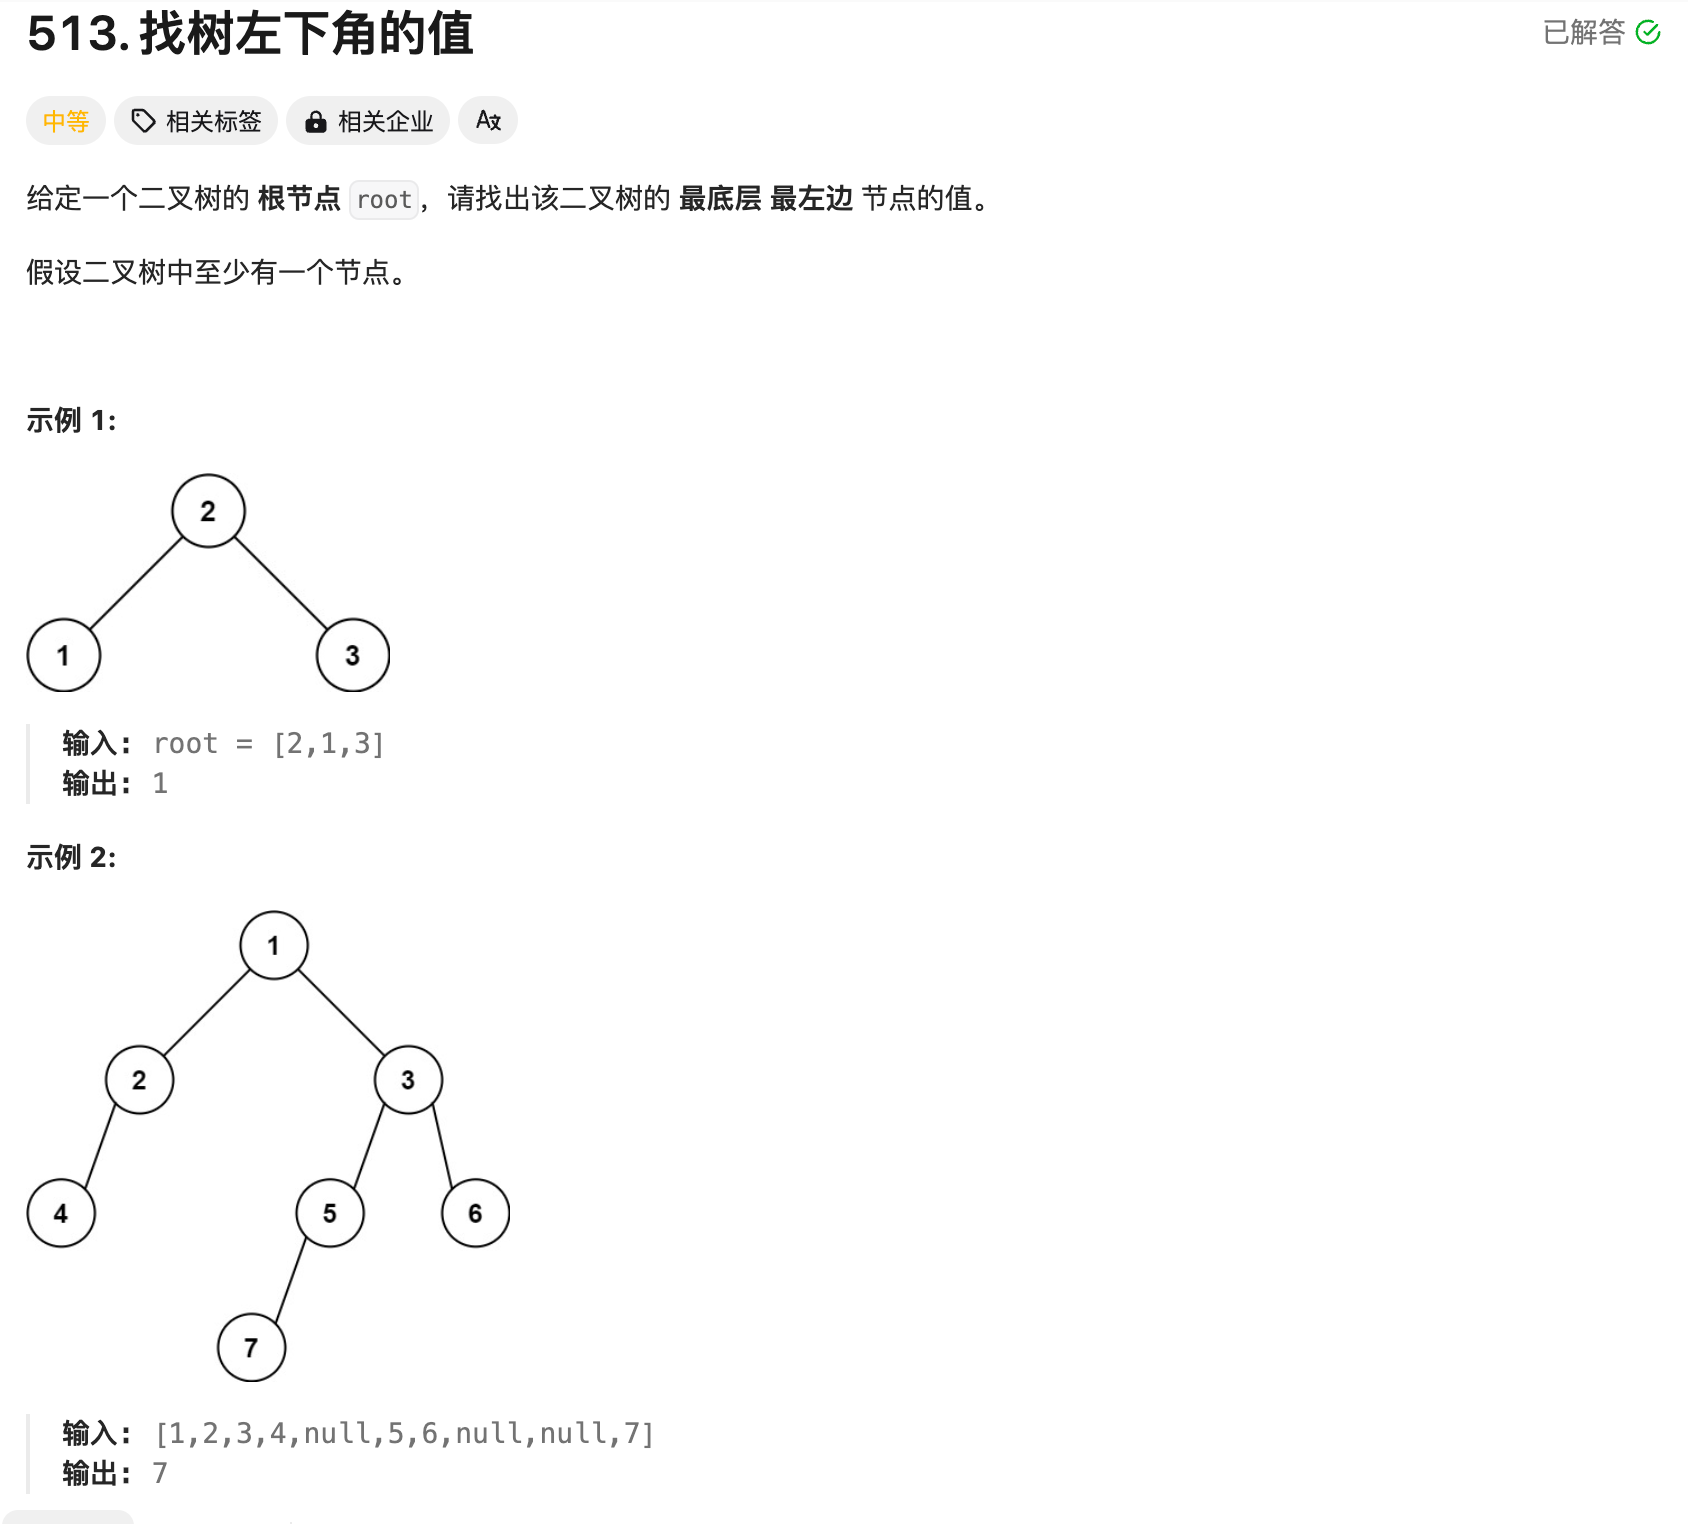 513. 找树左下角的值
已解答
中等
相关标签
相关企业
给定一个二叉树的 根节点 root，请找出该二叉树的 最底层 最左边 节点的值。
假设二叉树中至少有一个节点。
示例 1:
2
1
3
输入: root = [2,1,3]
输出: 1
示例 2:
1
2
3
4
5
6
7
输入: [1,2,3,4,null,5,6,null,null,7]
输出: 7